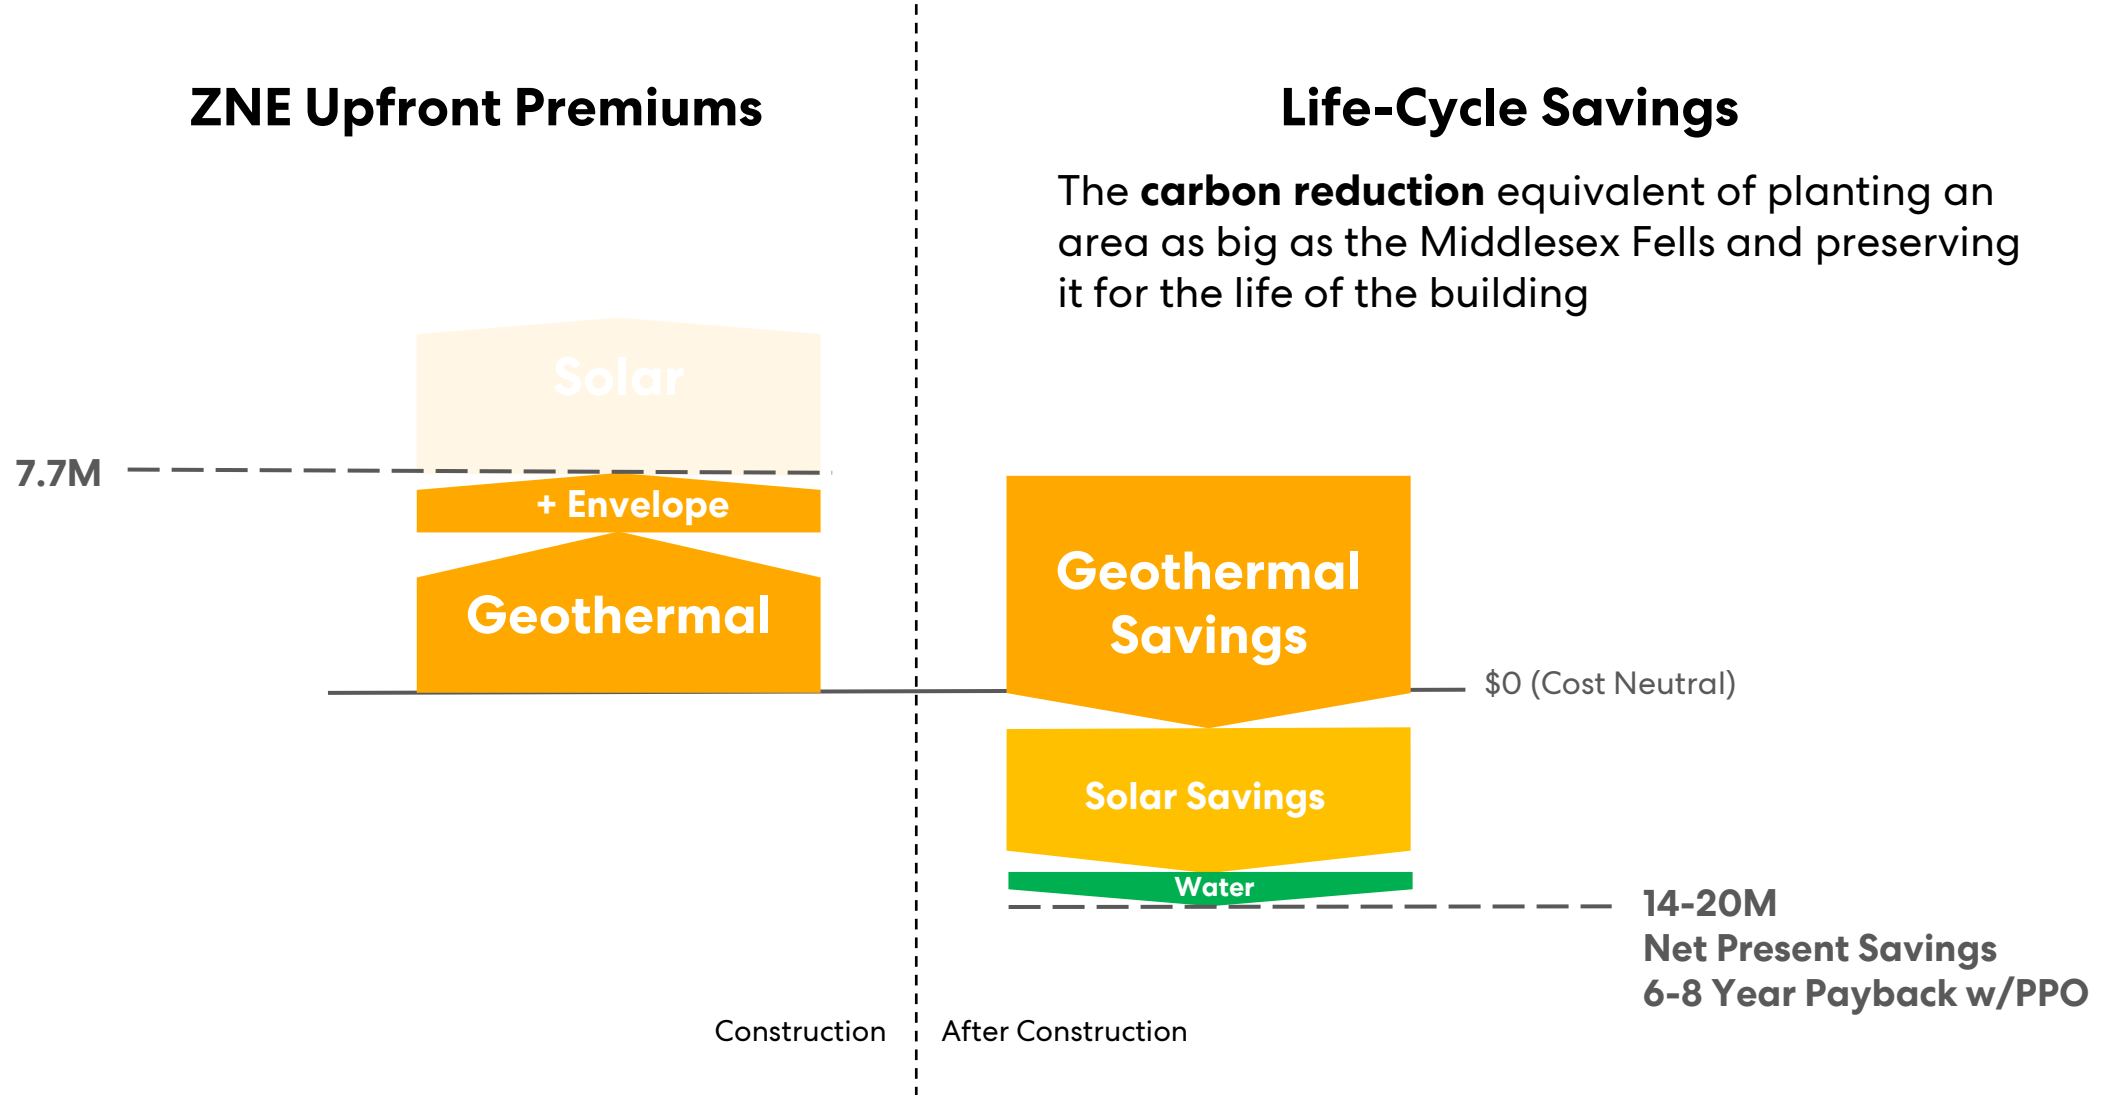 ZNE Upfront Premiums
Solar
7.7M
+ Envelope
Geothermal
Construction
Life-Cycle Savings
The carbon reduction equivalent of planting an
area as big as the Middlesex Fells and preserving
it for the life of the building
Geothermal
Savings
$0 (Cost Neutral)
Solar Savings
Water
14-20M
Net Present Savings
6-8 Year Payback w/PPO
After Construction